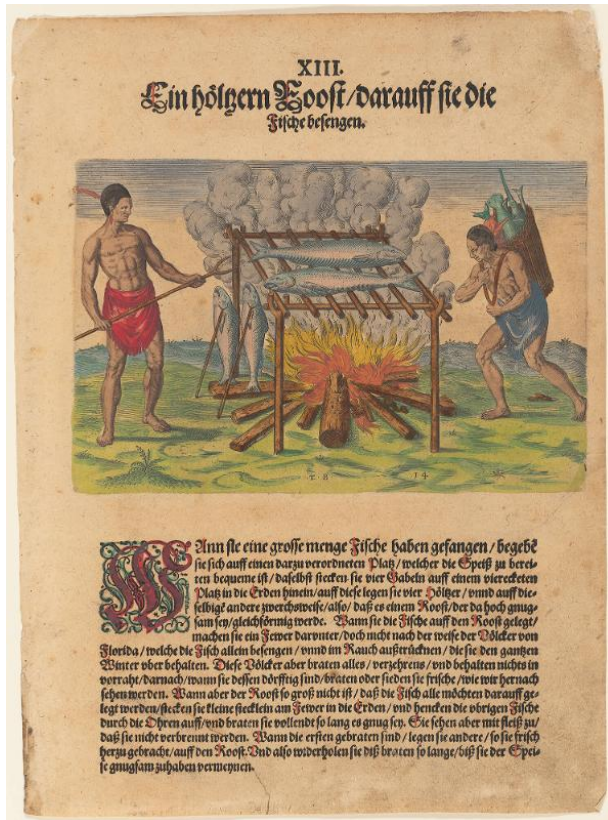 XIII.
Ein höltzern Roost/darauff sie die
Fische besengen.
T. B
14
WAnn sie eine grosse menge Fische haben gefangen/begebē
sie sich auff einen darzu verordneten Platz/welcher die Speiß zu berei-
ten bequeme ist/daselbst stecken sie vier Gabeln auff einem viereckecten
Platz in die Erden hinein/auff diese legen sie vier Höltzer/vnnd auff die-
selbige andere zwerchsweise/also/daß es einem Roost/der da hoch gnug-
sam sey/gleichförmig werde. Wann sie die Fische auff den Roost gelegt/
machen sie ein Fewer darunter/doch nicht nach der weise der Völcker von
Florida/welche die Fisch allein besengen/vnnd im Rauch außtrücknen/die sie den gantzen
Winter vber behalten. Diese Völcker aber braten alles/verzehrens/vnd behalten nichts in
vorraht/darnach/wann sie dessen dörfftig sind/braten oder sieden sie frische/wie wir hernach
sehen werden. Wann aber der Roost so groß nicht ist/daß die Fisch alle möchten darauff ge-
legt werden/stecken sie kleine stecklein am Fewer in die Erden/vnd hencken die vbrigen Fische
durch die Ohren auff/vnd braten sie vollendt so lang es gnug sey. Sie sehen aber mit fleiß zu/
daß sie nicht verbrennt werden. Wann die ersten gebraten sind/legen sie andere/so sie frisch
herzu gebracht/auff den Roost. Vnd also widerholen sie diß braten so lange/biß sie der Spei-
se gnugsam zuhaben vermeynen.